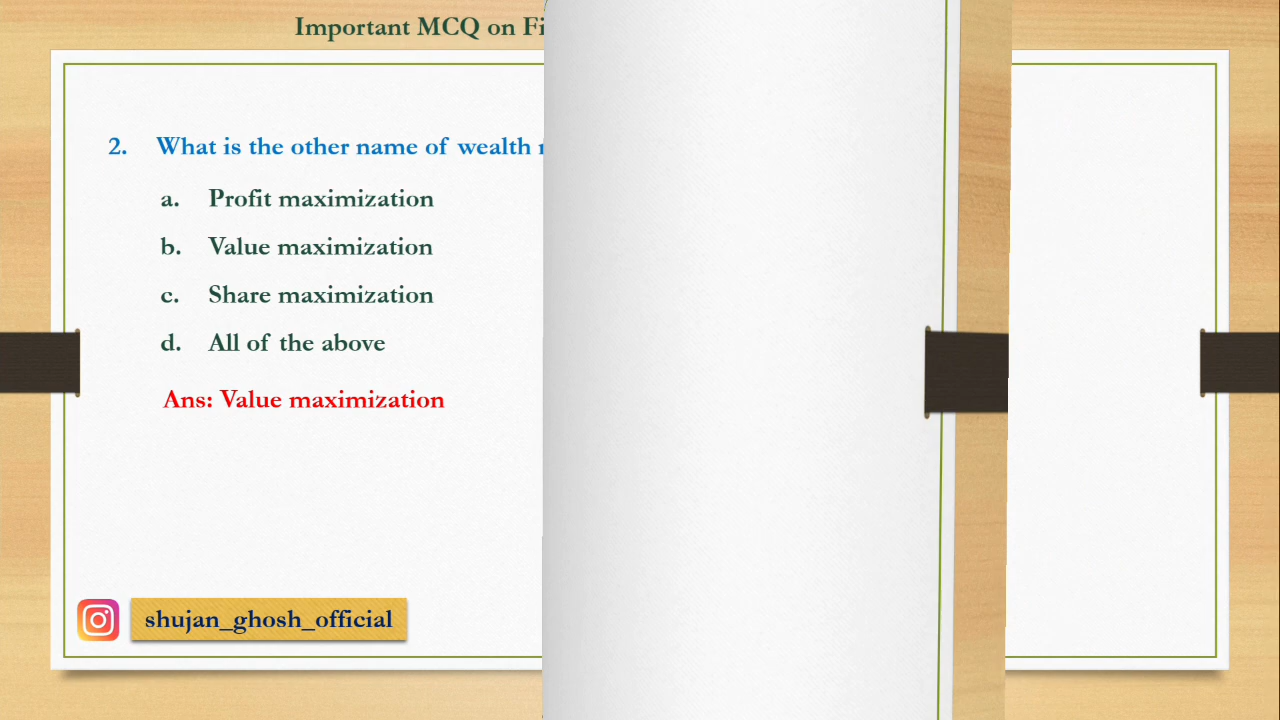 Important MCQ on
2. What is the other name of wealth
a. Profit maximization
b. Value maximization
c. Share maximization
d. All of the above
Ans: Value maximization
shujan_ghosh_official